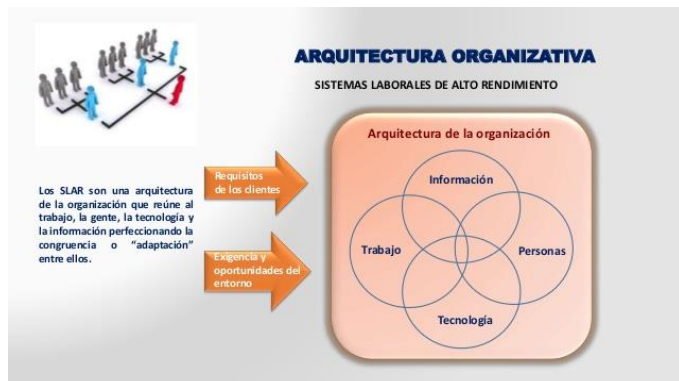 ARQUITECTURA ORGANIZATIVA
SISTEMAS LABORALES DE ALTO RENDIMIENTO
Los SLAR son una arquitectura
de la organización que reúne al
trabajo, la gente, la tecnología y
la información perfeccionando la
congruencia o “adaptación”
entre ellos.
Requisitos
de los clientes
Exigencia y
oportunidades del
entorno
Arquitectura de la organización
Información
Trabajo
Personas
Tecnología